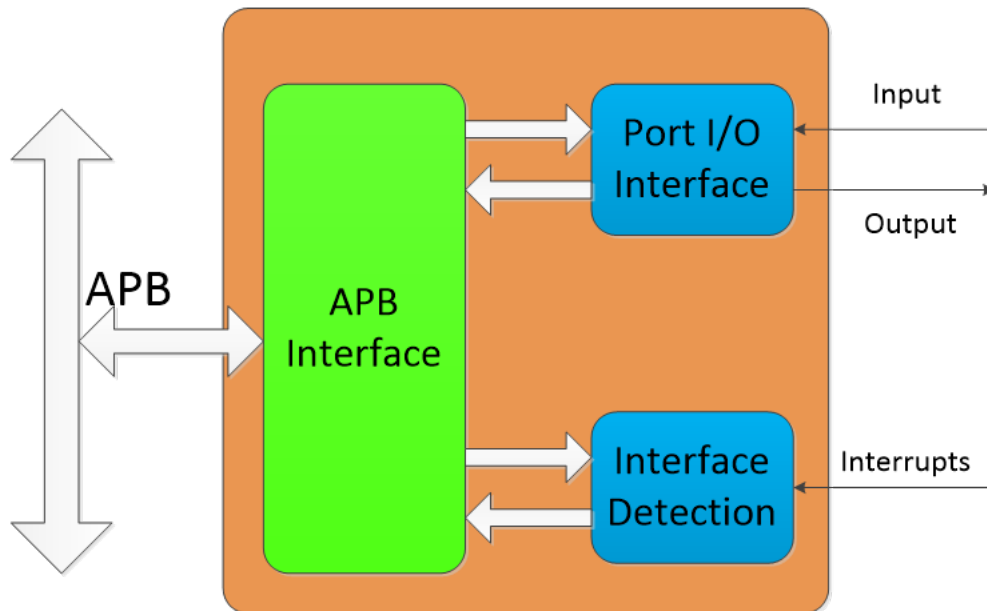 Input
Port I/O
Interface
Output
APB
APB
Interface
Interface
Detection
Interrupts